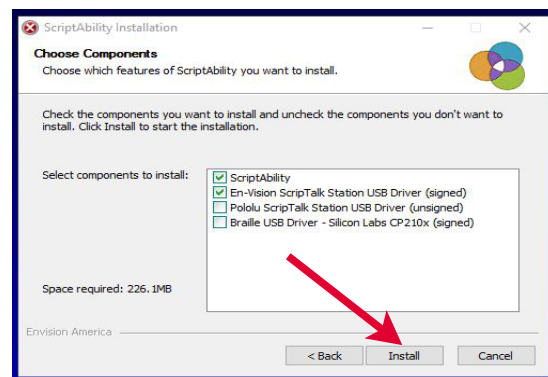 ScriptAbility Installation
Choose Components
Choose which features of ScriptAbility you want to install.
Check the components you want to install and uncheck the components you don't want to
install. Click Install to start the installation.
Select components to install:
ScriptAbility
En-Vision ScripTalk Station USB Driver (signed)
Pololu ScripTalk Station USB Driver (unsigned)
Braille USB Driver - Silicon Labs CP210x (signed)
Space required: 226.1MB
Envision America
< Back Install Cancel